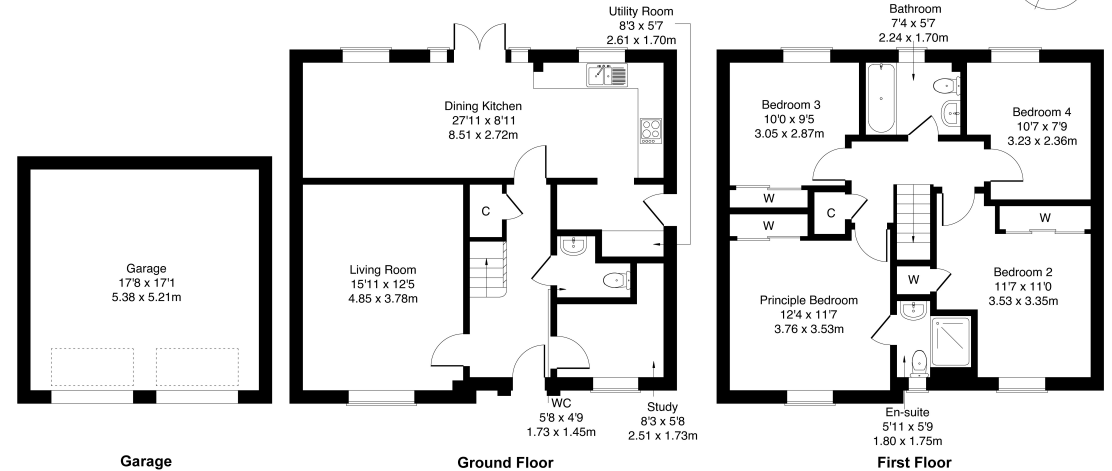 Utility Room
8'3 x 5'7
2.61 x 1.70m
Bathroom
7'4 x 5'7
2.24 x 1.70m
Dining Kitchen
27'11 x 8'11
8.51 x 2.72m
Bedroom 3
10'0 x 9'5
3.05 x 2.87m
Bedroom 4
10'7 x 7'9
3.23 x 2.36m
W
W
C
C
W
Garage
17'8 x 17'1
5.38 x 5.21m
Living Room
15'11 x 12'5
4.85 x 3.78m
Principle Bedroom
12'4 x 11'7
3.76 x 3.53m
W
Bedroom 2
11'7 x 11'0
3.53 x 3.35m
WC
5'8 x 4'9
1.73 x 1.45m
Study
8'3 x 5'8
2.51 x 1.73m
En-suite
5'11 x 5'9
1.80 x 1.75m
Garage
Ground Floor
First Floor